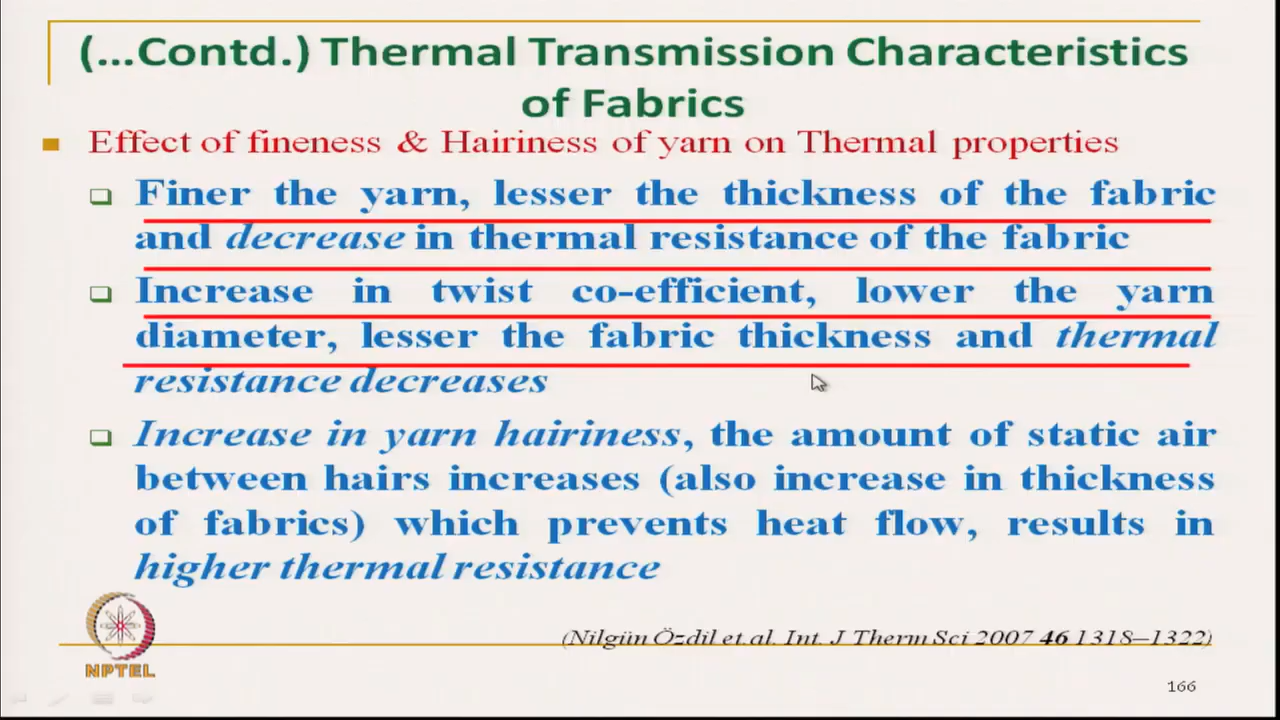 (...Contd.) Thermal Transmission Characteristics
of Fabrics
Effect of fineness & Hairiness of yarn on Thermal properties
Finer the yarn, lesser the thickness of the fabric
and decrease in thermal resistance of the fabric
Increase in twist co-efficient, lower the yarn
diameter, lesser the fabric thickness and thermal
resistance decreases
Increase in yarn hairiness, the amount of static air
between hairs increases (also increase in thickness
of fabrics) which prevents heat flow, results in
higher thermal resistance
(Nilgün Özdil et.al. Int. J Therm Sci 2007 46 1318–1322)
NPTEL
166